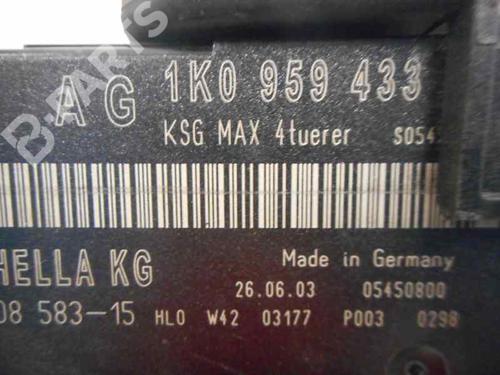 B-PARTS
AG 1K0 959 433
KSG MAX 4tuerer S054
HELLA KG
Made in Germany
26.06.03 05450800
08 583-15 HLO W42 03177 P003 0298